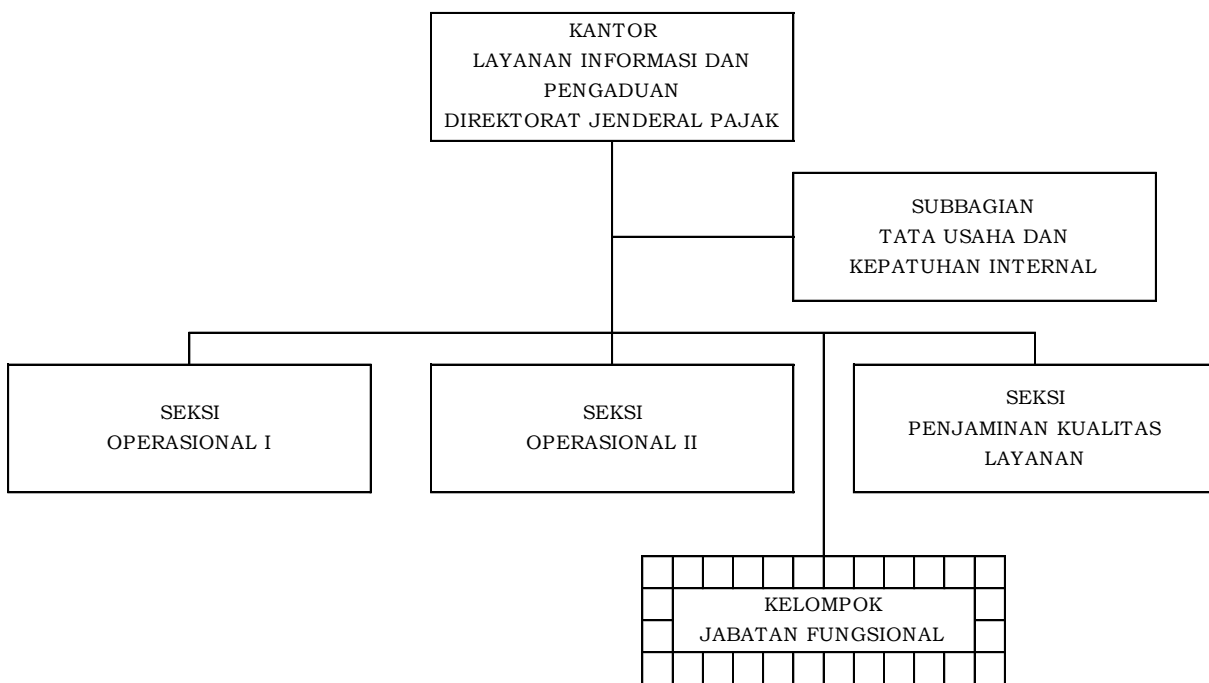 KANTOR
LAYANAN INFORMASI DAN
PENGADUAN
DIREKTORAT JENDERAL PAJAK
SUBBAGIAN
TATA USAHA DAN
KEPATUHAN INTERNAL
SEKSI
OPERASIONAL I
SEKSI
OPERASIONAL II
SEKSI
PENJAMINAN KUALITAS
LAYANAN
KELOMPOK
JABATAN FUNGSIONAL